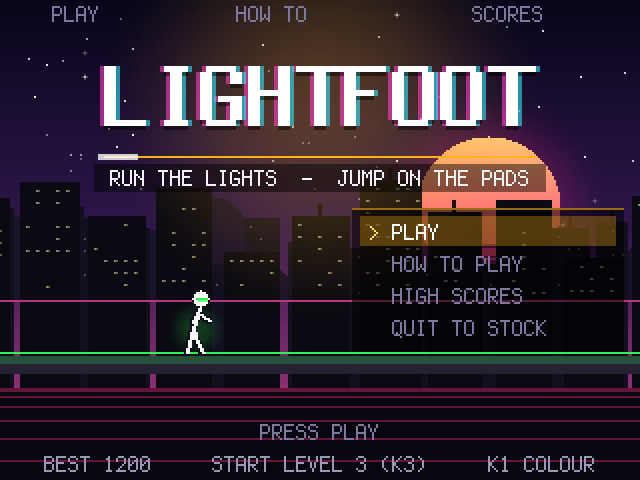 PLAY HOW TO SCORES
LIGHTFOOT
RUN THE LIGHTS – JUMP ON THE PADS
> PLAY
HOW TO PLAY
HIGH SCORES
QUIT TO STOCK
PRESS PLAY
BEST 1200 START LEVEL 3 (K3) K1 COLOUR